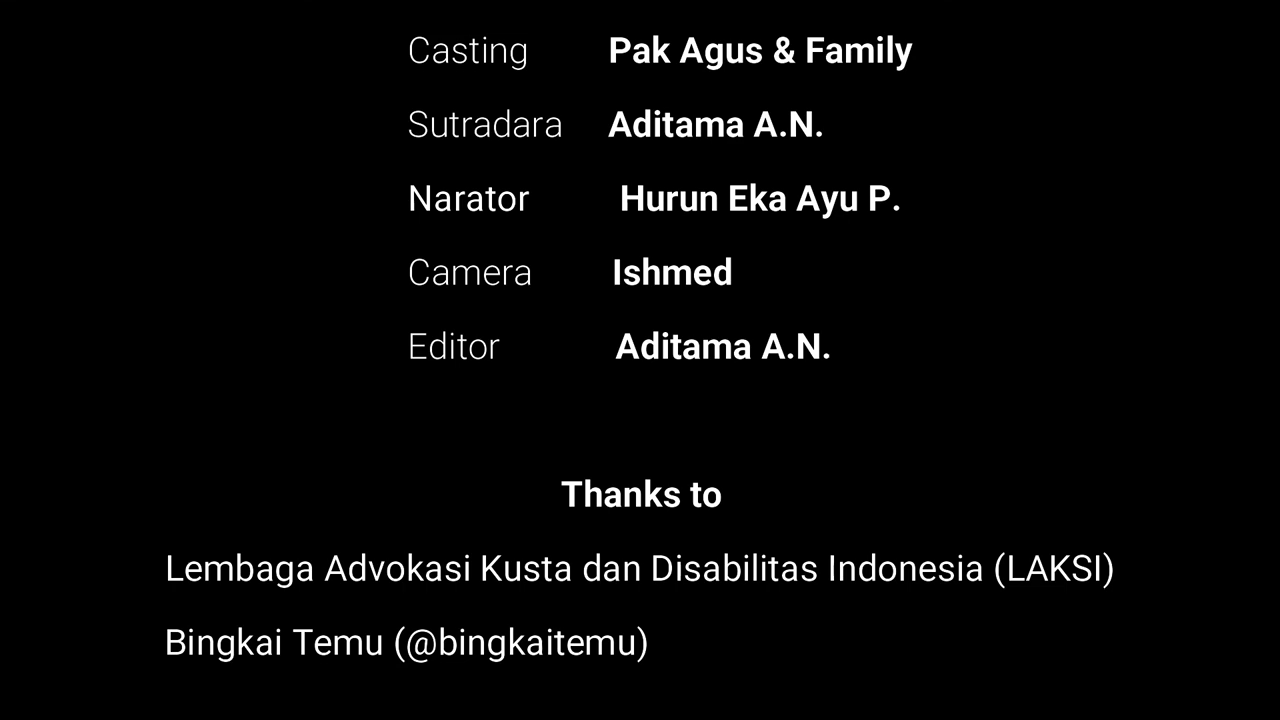 Casting Pak Agus & Family
Sutradara Aditama A.N.
Narator Hurun Eka Ayu P.
Camera Ishmed
Editor Aditama A.N.
Thanks to
Lembaga Advokasi Kusta dan Disabilitas Indonesia (LAKSI)
Bingkai Temu (@bingkaitemu)